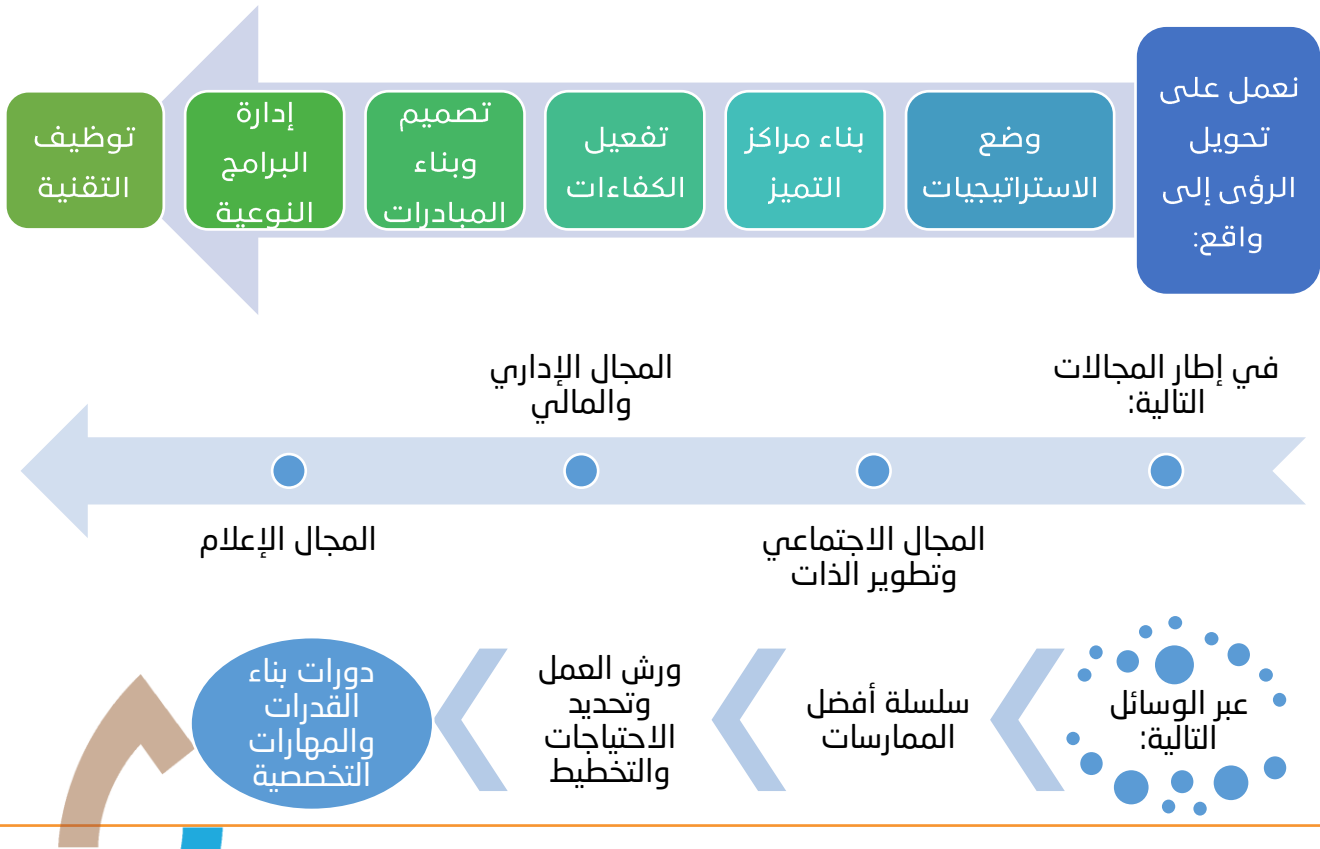 نعمل على
تحويل
الرؤى إلى
واقع:
وضع
الاستراتيجيات
بناء مراكز
التميز
تفعيل
الكفاءات
تصميم
وبناء
المبادرات
إدارة
البرامج
النوعية
توظيف
التقنية
في إطار المجالات
التالية:
المجال الاجتماعي
وتطوير الذات
المجال الإداري
والمالي
المجال الإعلام
عبر الوسائل
التالية:
سلسلة أفضل
الممارسات
ورش العمل
وتحديد
الاحتياجات
والتخطيط
دورات بناء
القدرات
والمهارات
التخصصية